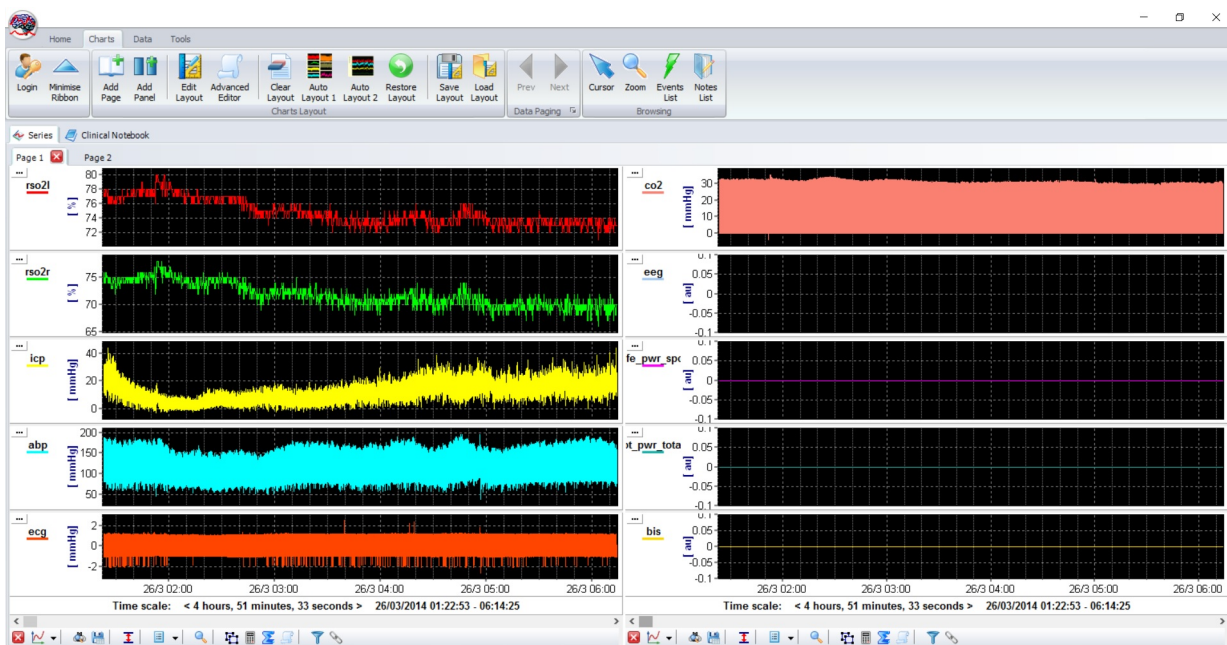 Home Charts Data Tools
Login Minimise Ribbon Add Page Add Panel Edit Layout Advanced Editor Clear Layout Auto Layout 1 Auto Layout 2 Restore Layout Save Layout Load Layout Prev Next Cursor Zoom Events List Notes List
Charts Layout Data Paging Browsing
Series Clinical Notebook
Page 1 Page 2
rso2l
[ % ]
80
78
76
74
72
rso2r
[ % ]
75
70
65
icp
[ mmHg ]
40
20
0
abp
[ mmHg ]
200
150
100
50
ecg
[ mmHg ]
2
0
-2
26/3 02:00 26/3 03:00 26/3 04:00 26/3 05:00 26/3 06:00
Time scale: < 4 hours, 51 minutes, 33 seconds > 26/03/2014 01:22:53 - 06:14:25
co2
[ mmHg ]
30
20
10
0
eeg
[ au ]
0.1
0.05
0
-0.05
-0.1
fe_pwr_spc
[ au ]
0.1
0.05
0
-0.05
-0.1
ot_pwr_tota
[ au ]
0.1
0.05
0
-0.05
-0.1
bis
[ au ]
0.1
0.05
0
-0.05
-0.1
26/3 02:00 26/3 03:00 26/3 04:00 26/3 05:00 26/3 06:00
Time scale: < 4 hours, 51 minutes, 33 seconds > 26/03/2014 01:22:53 - 06:14:25